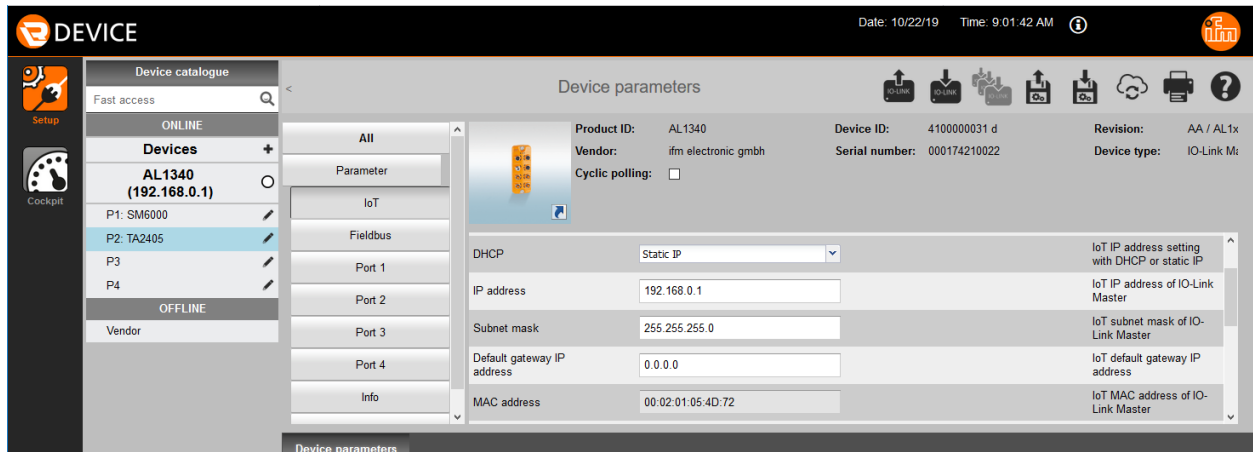 DEVICE
Date: 10/22/19 Time: 9:01:42 AM
ifm
Setup
Cockpit
Device catalogue
Fast access
ONLINE
Devices +
AL1340
(192.168.0.1)
P1: SM6000
P2: TA2405
P3
P4
OFFLINE
Vendor
<
Device parameters
IO-LINK
IO-LINK
IO-LINK
All
Parameter
IoT
Fieldbus
Port 1
Port 2
Port 3
Port 4
Info
Product ID: AL1340
Vendor: ifm electronic gmbh
Cyclic polling:
Device ID: 4100000031 d
Serial number: 000174210022
Revision: AA / AL1x
Device type: IO-Link Ma
DHCP Static IP IoT IP address setting
with DHCP or static IP
IP address 192.168.0.1 IoT IP address of IO-Link
Master
Subnet mask 255.255.255.0 IoT subnet mask of IO-
Link Master
Default gateway IP
address 0.0.0.0 IoT default gateway IP
address
MAC address 00:02:01:05:4D:72 IoT MAC address of IO-
Link Master
Device parameters